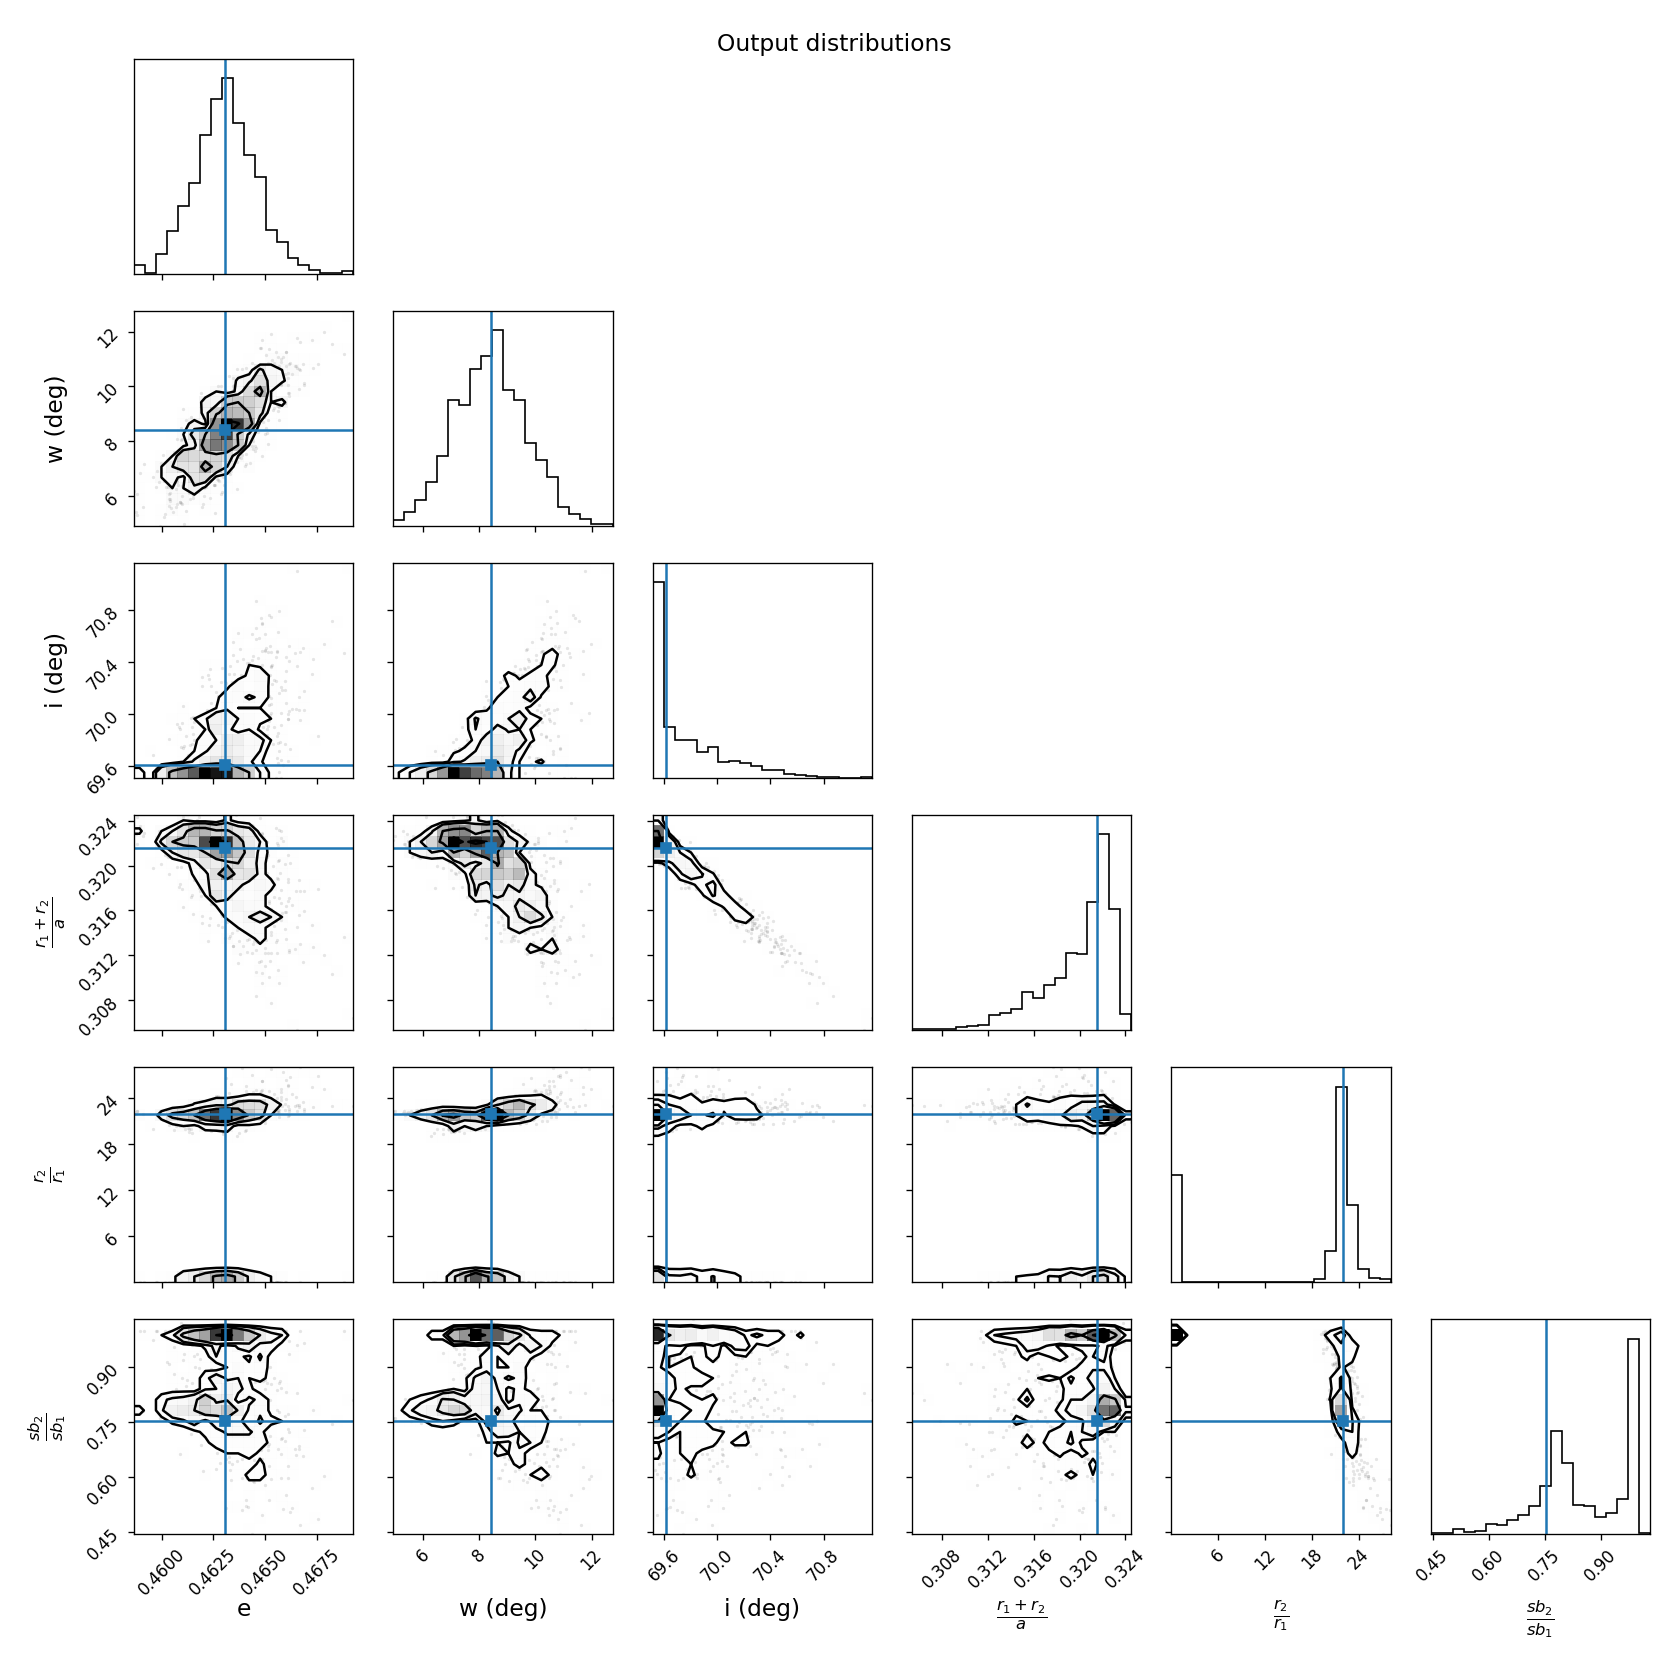 Output distributions
12
10
8
6
w (deg)
70.8
70.4
70.0
69.6
i (deg)
0.324
0.320
0.316
0.312
0.308
r₁ + r₂
a
24
18
12
6
r₂
r₁
0.90
0.75
0.60
0.45
sb₂
sb₁
0.4600 0.4625 0.4650 0.4675 6 8 10 12 69.6 70.0 70.4 70.8 0.308 0.312 0.316 0.320 0.324 6 12 18 24 0.45 0.60 0.75 0.90
e w (deg) i (deg)
r₁ + r₂ r₂ sb₂
a r₁ sb₁